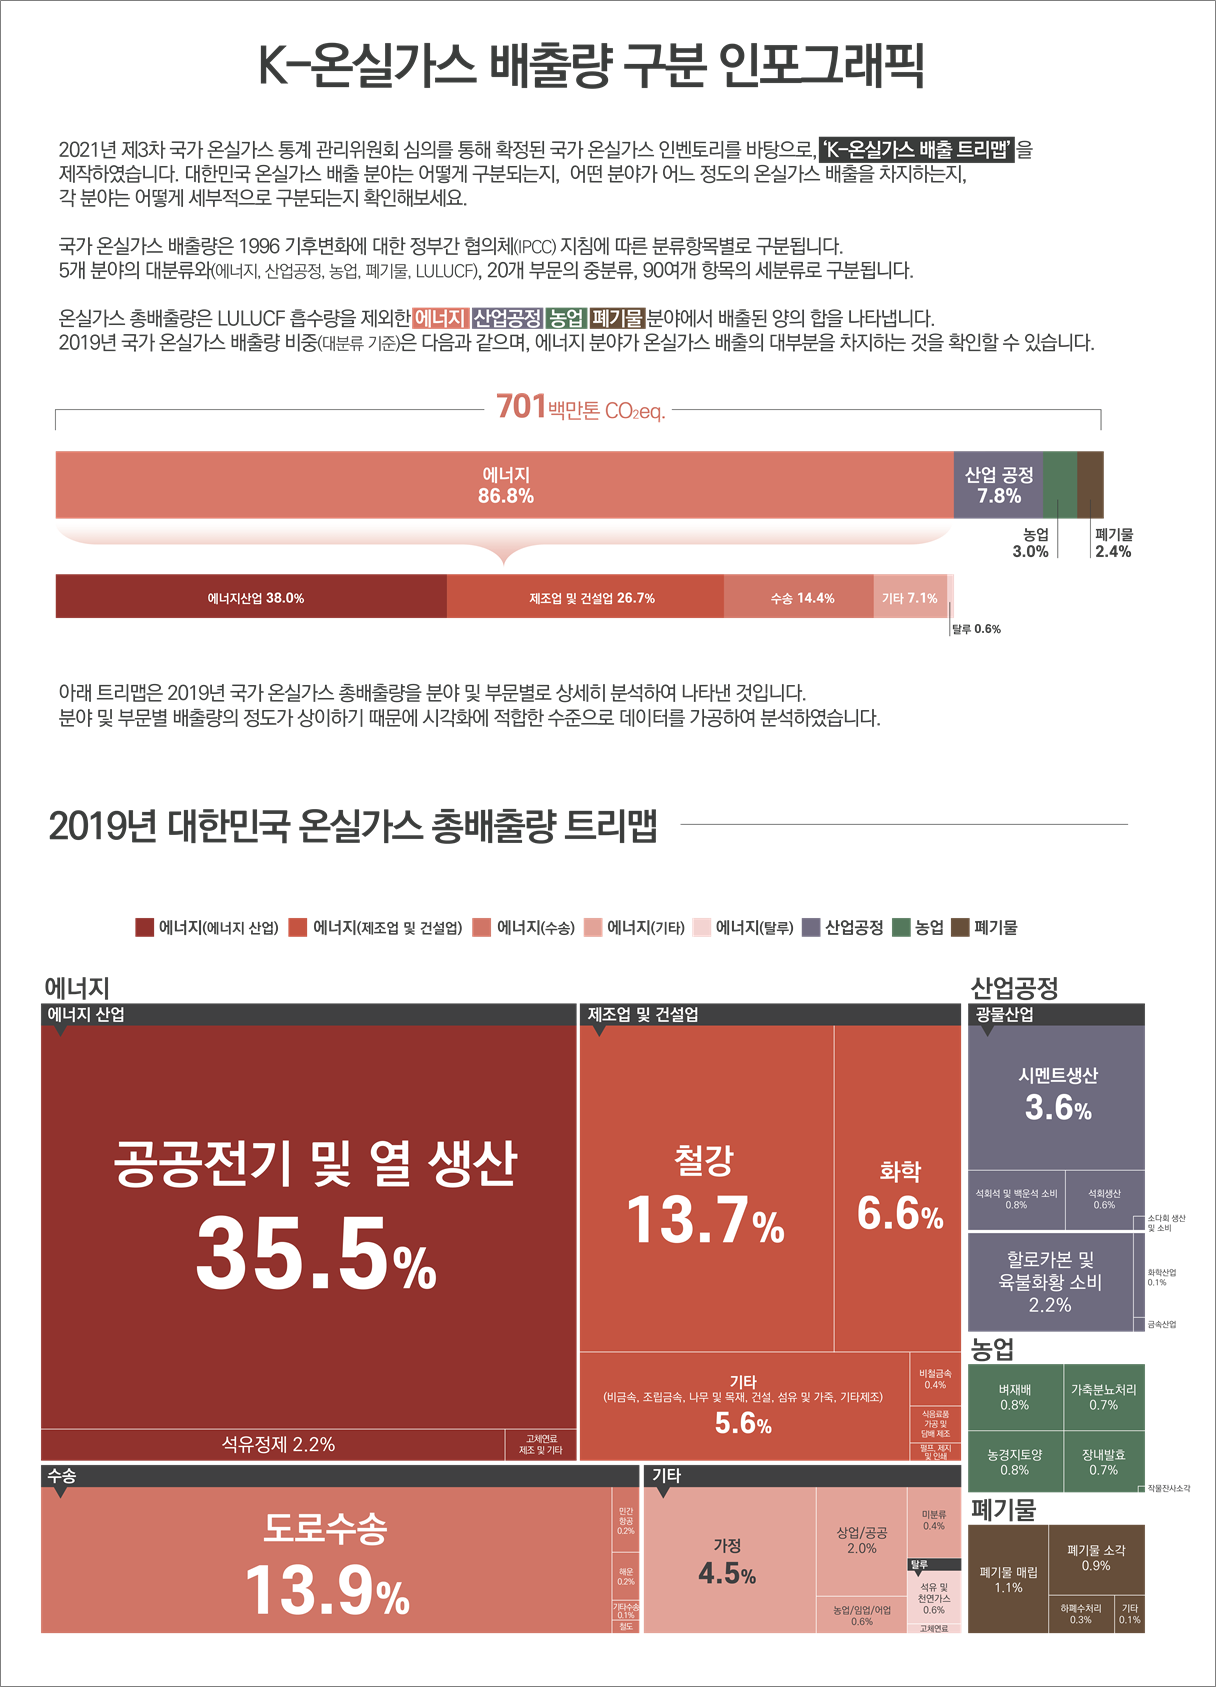 K-온실가스 배출량 구분 인포그래픽
2021년 제3차 국가 온실가스 통계 관리위원회 심의를 통해 확정된 국가 온실가스 인벤토리를 바탕으로, ‘K-온실가스 배출 트리맵’ 을
제작하였습니다. 대한민국 온실가스 배출 분야는 어떻게 구분되는지, 어떤 분야가 어느 정도의 온실가스 배출을 차지하는지,
각 분야는 어떻게 세부적으로 구분되는지 확인해보세요.
국가 온실가스 배출량은 1996 기후변화에 대한 정부간 협의체(IPCC) 지침에 따른 분류항목별로 구분됩니다.
5개 분야의 대분류와(에너지, 산업공정, 농업, 폐기물, LULUCF), 20개 부문의 중분류, 90여개 항목의 세분류로 구분됩니다.
온실가스 총배출량은 LULUCF 흡수량을 제외한 에너지 산업공정 농업 폐기물 분야에서 배출된 양의 합을 나타냅니다.
2019년 국가 온실가스 배출량 비중(대분류 기준)은 다음과 같으며, 에너지 분야가 온실가스 배출의 대부분을 차지하는 것을 확인할 수 있습니다.
701백만톤 CO₂eq.
에너지
86.8%
산업 공정
7.8%
농업
3.0%
폐기물
2.4%
에너지산업 38.0%
제조업 및 건설업 26.7%
수송 14.4%
기타 7.1%
탈루 0.6%
아래 트리맵은 2019년 국가 온실가스 총배출량을 분야 및 부문별로 상세히 분석하여 나타낸 것입니다.
분야 및 부문별 배출량의 정도가 상이하기 때문에 시각화에 적합한 수준으로 데이터를 가공하여 분석하였습니다.
2019년 대한민국 온실가스 총배출량 트리맵
에너지(에너지 산업) 에너지(제조업 및 건설업) 에너지(수송) 에너지(기타) 에너지(탈루) 산업공정 농업 폐기물
에너지
에너지 산업
공공전기 및 열 생산
35.5%
석유정제 2.2%
고체연료
제조 및 기타
제조업 및 건설업
철강
13.7%
화학
6.6%
기타
(비금속, 조립금속, 나무 및 목재, 건설, 섬유 및 가죽, 기타제조)
5.6%
비철금속
0.4%
식음료품
가공 및
담배 제조
펄프, 제지
및 인쇄
수송
도로수송
13.9%
민간
항공
0.2%
해운
0.2%
기타수송
0.1%
철도
기타
가정
4.5%
상업/공공
2.0%
농업/임업/어업
0.6%
미분류
0.4%
탈루
석유 및
천연가스
0.6%
고체연료
산업공정
광물산업
시멘트생산
3.6%
석회석 및 백운석 소비
0.8%
석회생산
0.6%
소다회 생산
및 소비
할로카본 및
육불화황 소비
2.2%
화학산업
0.1%
금속산업
농업
벼재배
0.8%
가축분뇨처리
0.7%
농경지토양
0.8%
장내발효
0.7%
작물잔사소각
폐기물
폐기물 매립
1.1%
폐기물 소각
0.9%
하폐수처리
0.3%
기타
0.1%